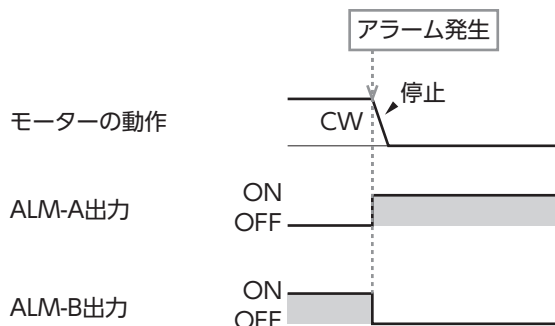 アラーム発生
停止
モーターの動作
CW
ON
ALM-A出力
OFF
ON
ALM-B出力
OFF